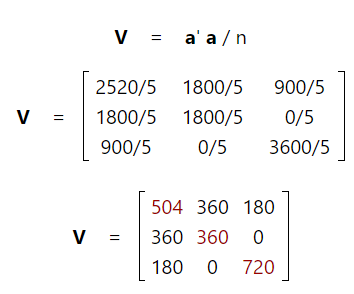 V = a' a / n
2520/5 1800/5 900/5
V = 1800/5 1800/5 0/5
900/5 0/5 3600/5
504 360 180
V = 360 360 0
180 0 720